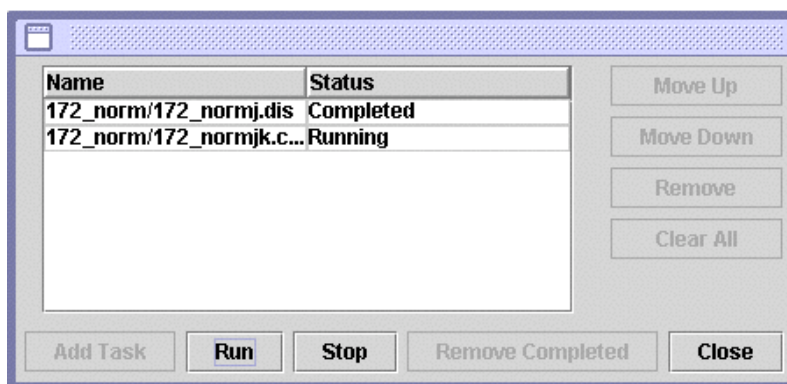 Name Status
172_norm/172_normj.dis Completed
172_norm/172_normjk.c... Running
Move Up
Move Down
Remove
Clear All
Add Task Run Stop Remove Completed Close